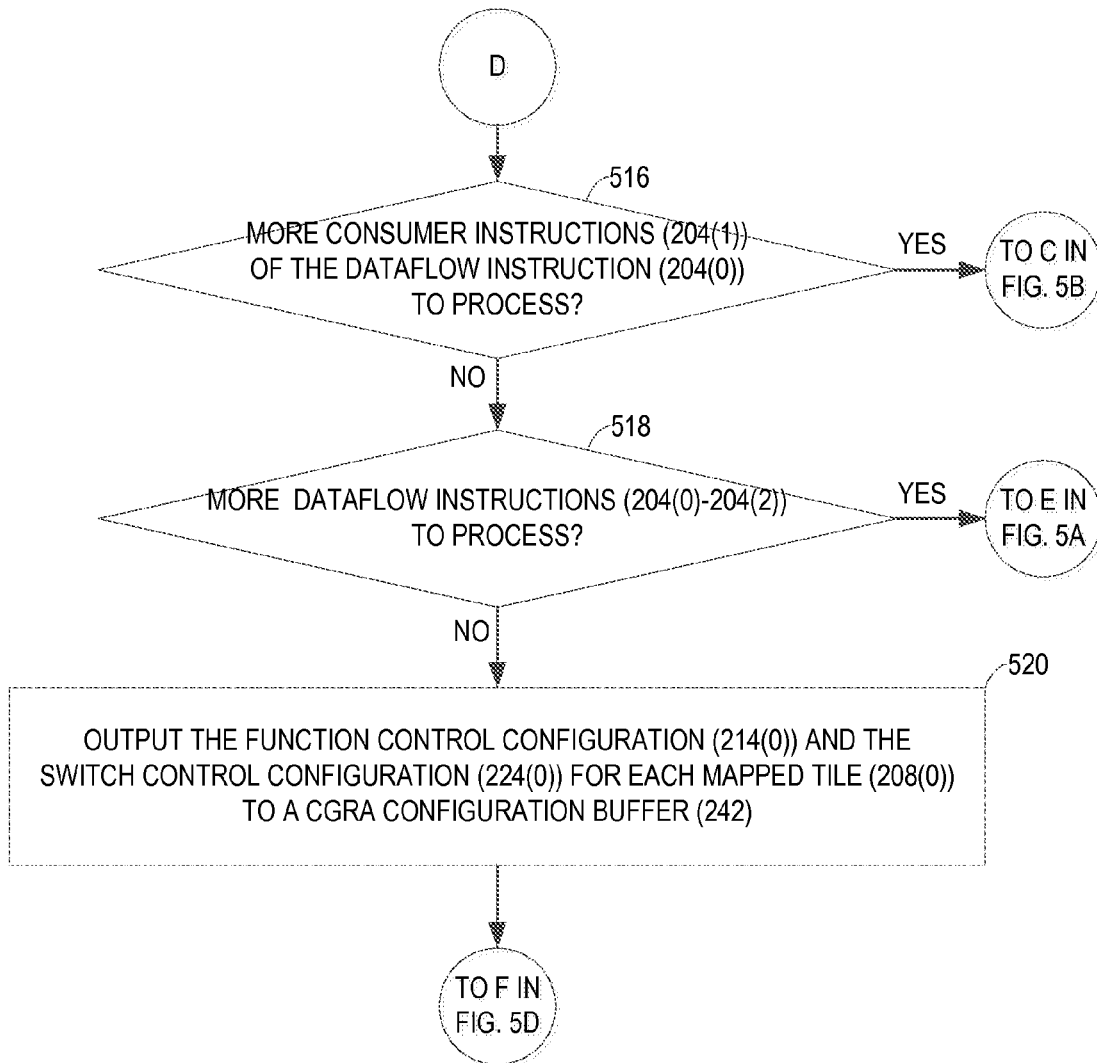 D
516
MORE CONSUMER INSTRUCTIONS (204(1))
OF THE DATAFLOW INSTRUCTION (204(0))
TO PROCESS?
YES
TO C IN
FIG. 5B
NO
518
MORE DATAFLOW INSTRUCTIONS (204(0)-204(2))
TO PROCESS?
YES
TO E IN
FIG. 5A
NO
520
OUTPUT THE FUNCTION CONTROL CONFIGURATION (214(0)) AND THE
SWITCH CONTROL CONFIGURATION (224(0)) FOR EACH MAPPED TILE (208(0))
TO A CGRA CONFIGURATION BUFFER (242)
TO F IN
FIG. 5D